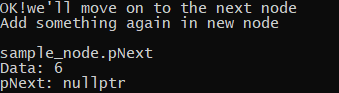 OK!we'll move on to the next node
Add something again in new node
sample_node.pNext
Data: 6
pNext: nullptr